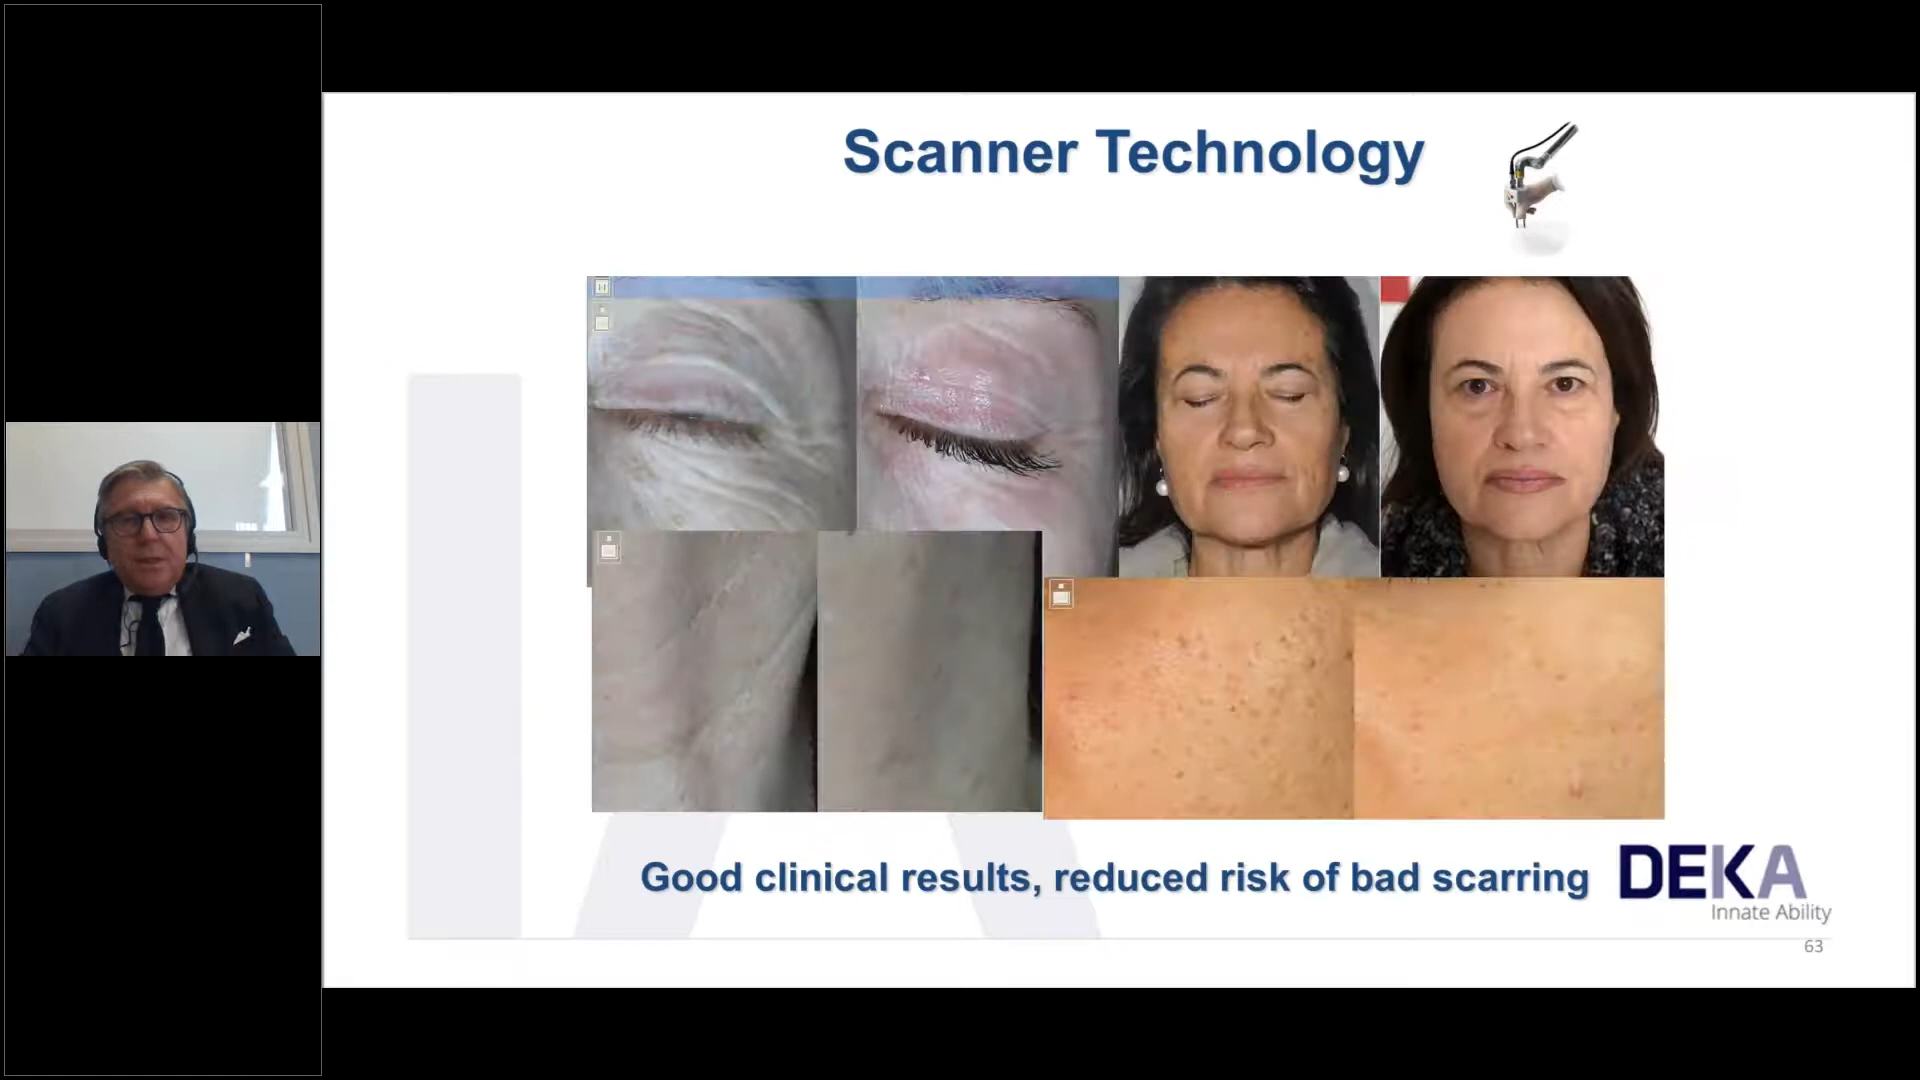 Scanner Technology
Good clinical results, reduced risk of bad scarring
DEKA
Innate Ability
63